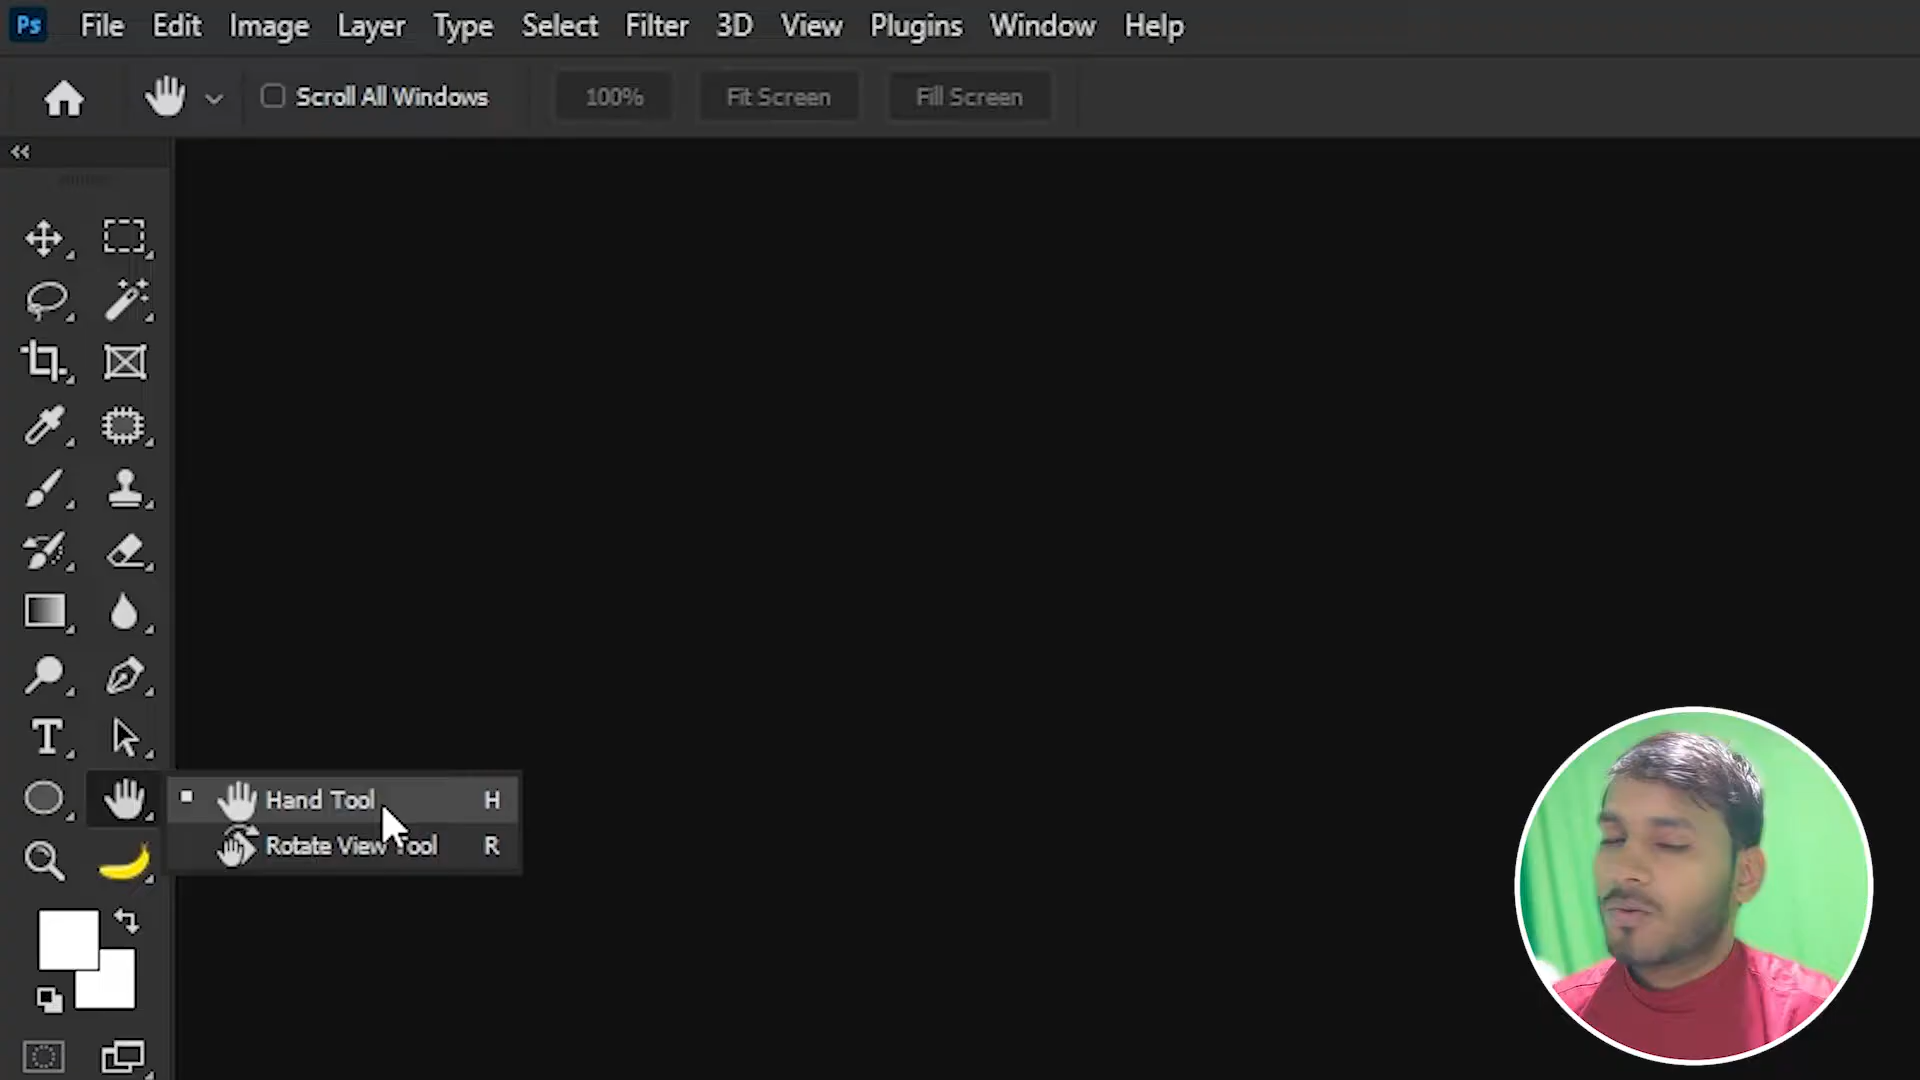 Ps File Edit Image Layer Type Select Filter 3D View Plugins Window Help
Scroll All Windows 100% Fit Screen Fill Screen
Hand Tool H
Rotate View Tool R